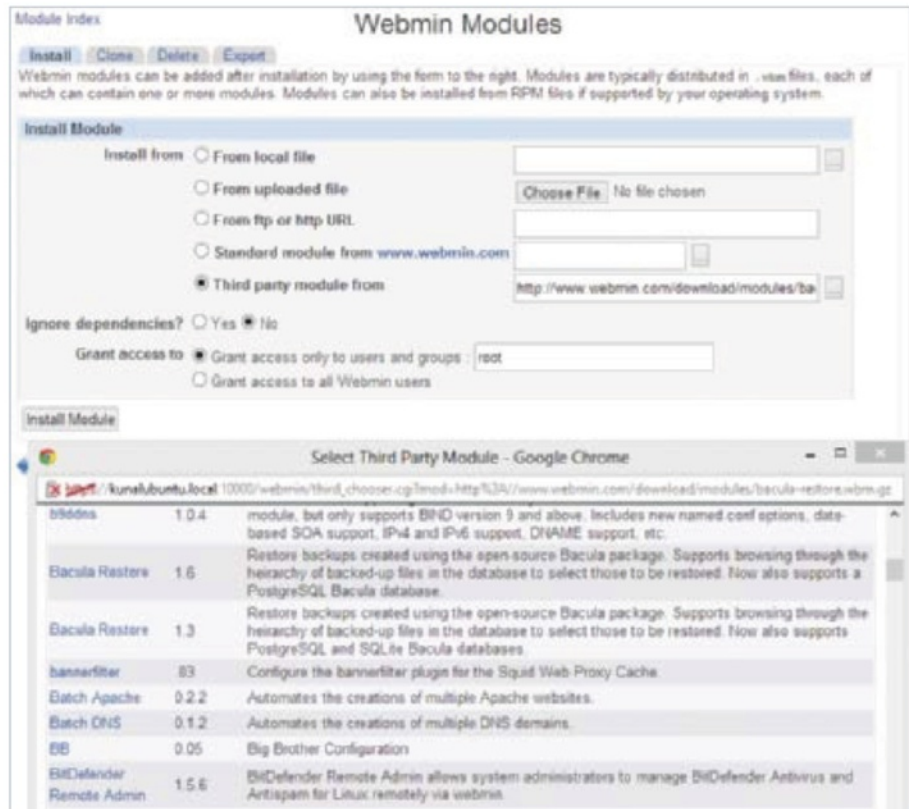 Module Index
Webmin Modules
Install Clone Delete Export
Webmin modules can be added after installation by using the form to the right. Modules are typically distributed in .wbm files, each of
which can contain one or more modules. Modules can also be installed from RPM files if supported by your operating system.
Install Module
Install from From local file
From uploaded file Choose File No file chosen
From ftp or http URL
Standard module from www.webmin.com
Third party module from http://www.webmin.com/download/modules/ba
Ignore dependencies? Yes No
Grant access to Grant access only to users and groups : root
Grant access to all Webmin users
Install Module
Select Third Party Module - Google Chrome
https://kunalubuntu.local:10000/webmin/third_chooser.cgi?mod=http%3A//www.webmin.com/download/modules/bacula-restore.wbm.gz
b9ddns 1.0.4 module, but only supports BIND version 9 and above. Includes new named.conf options, date-
based SOA support, IPv4 and IPv6 support, DNAME support, etc.
Bacula Restore 1.6 Restore backups created using the open-source Bacula package. Supports browsing through the
heirarchy of backed-up files in the database to select those to be restored. Now also supports a
PostgreSQL Bacula database.
Bacula Restore 1.3 Restore backups created using the open-source Bacula package. Supports browsing through the
heirarchy of backed-up files in the database to select those to be restored. Now also supports
PostgreSQL and SQLite Bacula databases.
bannerfilter .83 Configure the bannerfilter plugin for the Squid Web Proxy Cache.
Batch Apache 0.2.2 Automates the creations of multiple Apache websites.
Batch DNS 0.1.2 Automates the creations of multiple DNS domains.
BB 0.05 Big Brother Configuration
BitDefender Remote Admin 1.5.6 BitDefender Remote Admin allows system administrators to manage BitDefender Antivirus and
Antispam for Linux remotely via webmin.